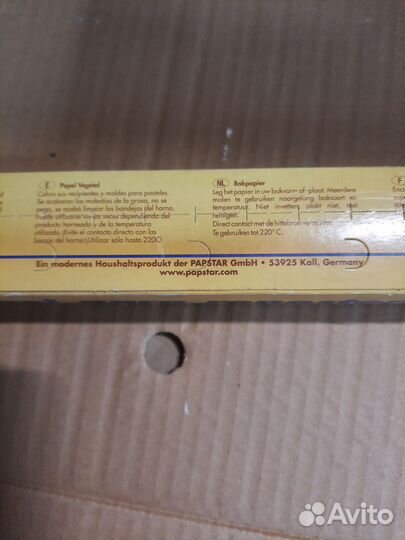 E Papel Vegetal
Cubra sus recipientes y moldes para pasteles.
Se acabaron las molestias de la grasa, no se
pega, se acabó limpiar las bandejas del horno.
Puede utilizarse varias veces dependiendo del
producto horneado y de la temperatura
utilizada. ¡Evite el contacto directo con las
brasas del horno! ¡Utilizar sólo hasta 220C!
NL Bakpapier
Leg het papier in uw bakvorm of -plaat. Meerdere
malen te gebruiken naargelang baksoort en
temperatuur. Niet invetten, plakt niet, niet
reinigen.
Direct contact met de hittebron
Te gebruiken tot 220° C.
F
Ein modernes Haushaltsprodukt der PAPSTAR GmbH • 53925 Kall, Germany
www.papstar.com
Avito